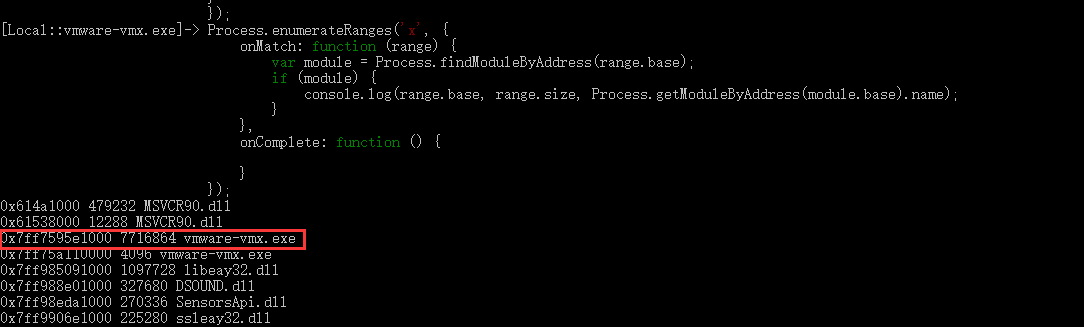 }
});
[Local::vmware-vmx.exe]-> Process.enumerateRanges('x', {
onMatch: function (range) {
var module = Process.findModuleByAddress(range.base);
if (module) {
console.log(range.base, range.size, Process.getModuleByAddress(module.base).name);
}
},
onComplete: function () {
}
});
0x614a1000 479232 MSVCR90.dll
0x61538000 12288 MSVCR90.dll
0x7ff7595e1000 7716864 vmware-vmx.exe
0x7ff75a110000 4096 vmware-vmx.exe
0x7ff985091000 1097728 libeay32.dll
0x7ff988e01000 327680 DSOUND.dll
0x7ff98eda1000 270336 SensorsApi.dll
0x7ff9906e1000 225280 ssleay32.dll